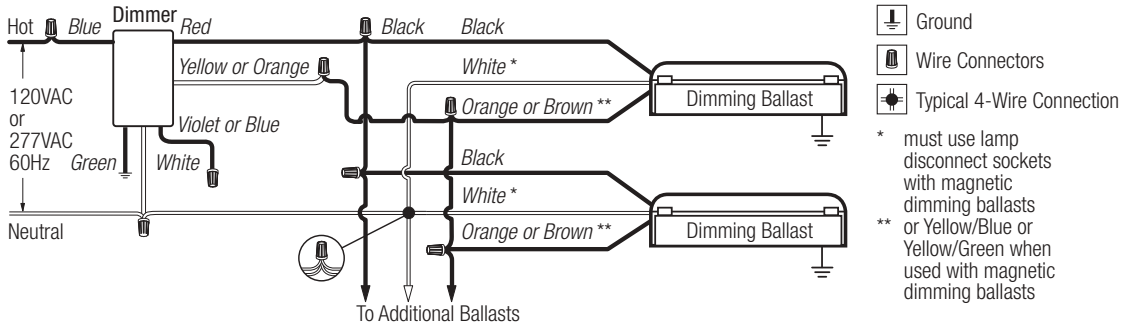 Dimmer
Hot
Blue
Red
Black
Black
Yellow or Orange
White *
120VAC
or
277VAC
60Hz
Orange or Brown **
Dimming Ballast
Violet or Blue
Green
White
Black
White *
Neutral
Orange or Brown **
Dimming Ballast
To Additional Ballasts
Ground
Wire Connectors
Typical 4-Wire Connection
* must use lamp
disconnect sockets
with magnetic
dimming ballasts
** or Yellow/Blue or
Yellow/Green when
used with magnetic
dimming ballasts